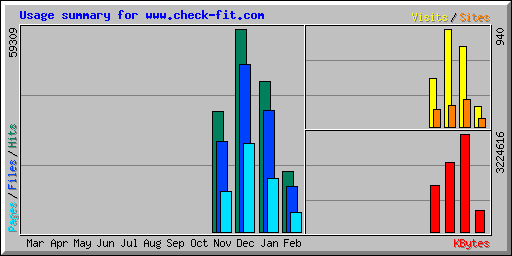 Usage summary for www.check-fit.com
Visits/Sites
59309
940
Pages/Files/Hits
3224616
Mar Apr May Jun Jul Aug Sep Oct Nov Dec Jan Feb
KBytes